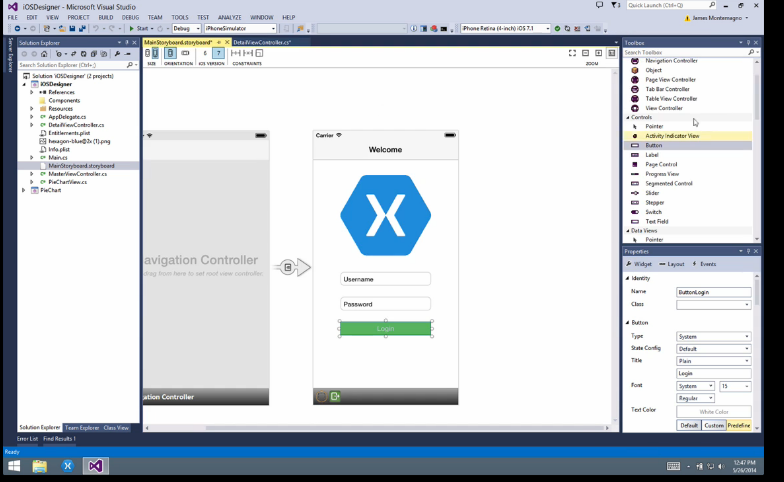 iOSDesigner - Microsoft Visual Studio
Quick Launch (Ctrl+Q)
FILE EDIT VIEW PROJECT BUILD DEBUG TEAM TOOLS TEST ANALYZE WINDOW HELP
James Montemagno
Start Debug iPhoneSimulator iPhone Retina (4-inch) iOS 7.1
Server Explorer
Solution Explorer
Search Solution Explorer (Ctrl+;)
Solution 'iOSDesigner' (2 projects)
iOSDesigner
References
Components
Resources
AppDelegate.cs
DetailViewController.cs
Entitlements.plist
hexagon-blue@2x (1).png
Info.plist
Main.cs
MainStoryboard.storyboard
MasterViewController.cs
PieChartView.cs
PieChart
Solution Explorer Team Explorer Class View
MainStoryboard.storyboard* DetailViewController.cs*
6 7
SIZE ORIENTATION iOS VERSION CONSTRAINTS ZOOM
avigation Controller
drag from here to set root view controller
gation Controller
Carrier
Welcome
Username
Password
Login
Toolbox
Search Toolbox
Navigation Controller
Object
Page View Controller
Tab Bar Controller
Table View Controller
View Controller
Controls
Pointer
Activity Indicator View
Button
Label
Page Control
Progress View
Segmented Control
Slider
Stepper
Switch
Text Field
Data Views
Pointer
Properties
Widget Layout Events
Identity
Name ButtonLogin
Class
Button
Type System
State Config Default
Title Plain
Login
Font System 15
Regular
Text Color White Color
Default Custom Predefine
Error List Find Results 1
Ready
12:47 PM
5/26/2014